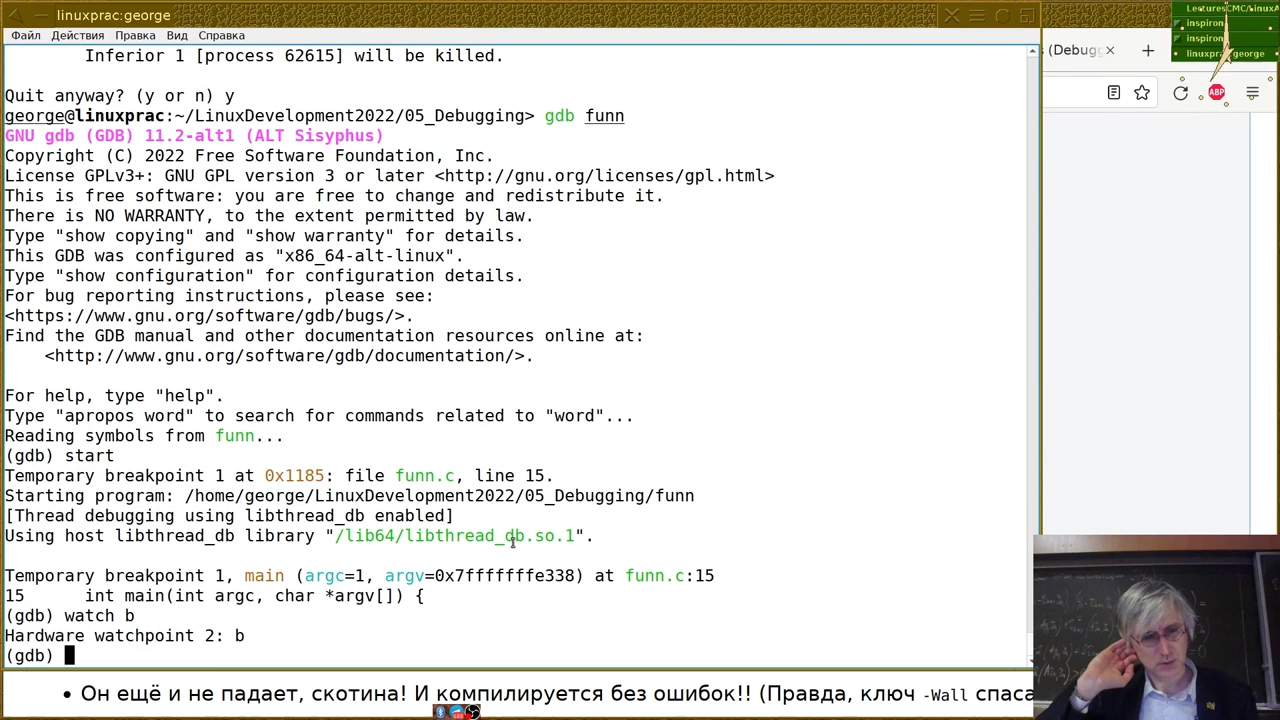 linuxprac:george
Файл Действия Правка Вид Справка
Inferior 1 [process 62615] will be killed.
Quit anyway? (y or n) y
george@linuxprac:~/LinuxDevelopment2022/05_Debugging> gdb funn
GNU gdb (GDB) 11.2-alt1 (ALT Sisyphus)
Copyright (C) 2022 Free Software Foundation, Inc.
License GPLv3+: GNU GPL version 3 or later <http://gnu.org/licenses/gpl.html>
This is free software: you are free to change and redistribute it.
There is NO WARRANTY, to the extent permitted by law.
Type "show copying" and "show warranty" for details.
This GDB was configured as "x86_64-alt-linux".
Type "show configuration" for configuration details.
For bug reporting instructions, please see:
<https://www.gnu.org/software/gdb/bugs/>.
Find the GDB manual and other documentation resources online at:
<http://www.gnu.org/software/gdb/documentation/>.
For help, type "help".
Type "apropos word" to search for commands related to "word"...
Reading symbols from funn...
(gdb) start
Temporary breakpoint 1 at 0x1185: file funn.c, line 15.
Starting program: /home/george/LinuxDevelopment2022/05_Debugging/funn
[Thread debugging using libthread_db enabled]
Using host libthread_db library "/lib64/libthread_db.so.1".
Temporary breakpoint 1, main (argc=1, argv=0x7fffffffe338) at funn.c:15
15 int main(int argc, char *argv[]) {
(gdb) watch b
Hardware watchpoint 2: b
(gdb)
• Он ещё и не падает, скотина! И компилируется без ошибок!! (Правда, ключ -Wall спаса
LecturesCMC/LinuxA
inspiron
inspiron
linuxprac:george
(Debugg
ABP